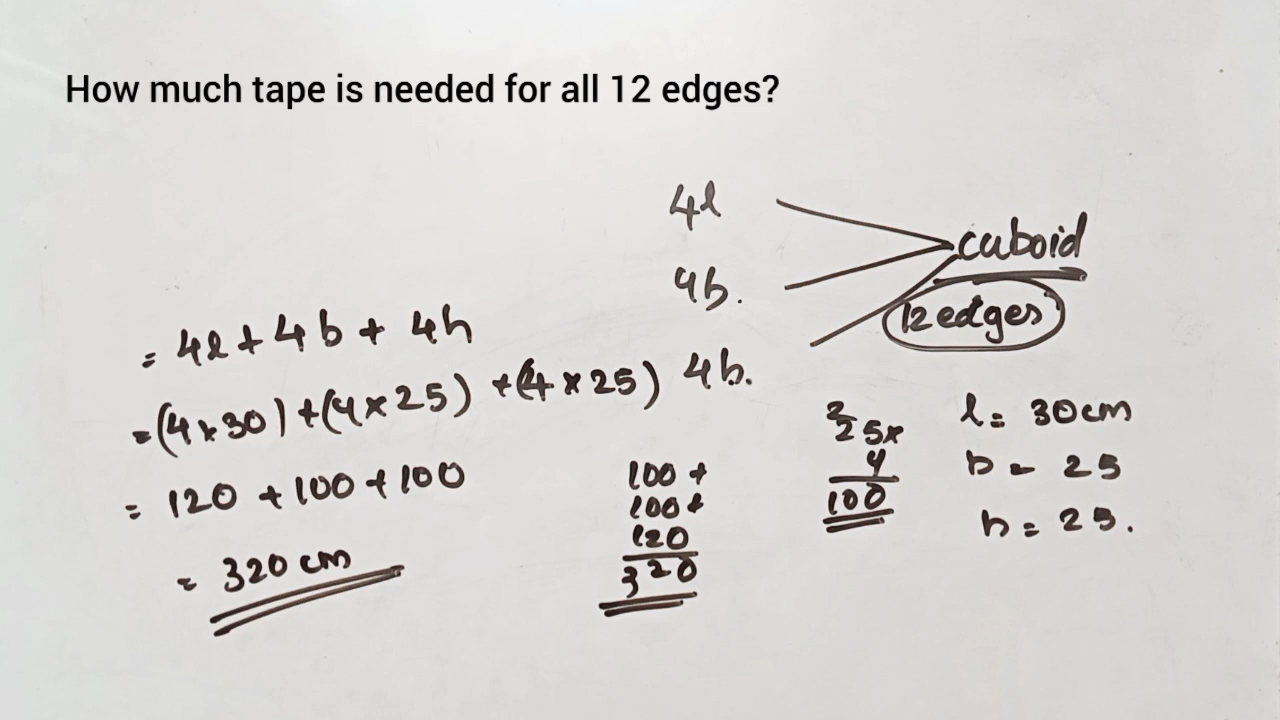 How much tape is needed for all 12 edges?
4l
4b.
4b.
cuboid
12 edges
= 4l + 4b + 4h
= (4 x 30) + (4 x 25) + (4 x 25)
= 120 + 100 + 100
= 320 cm
100 +
100 +
120
320
2
25x
4
100
l = 30cm
b = 25
h = 25.